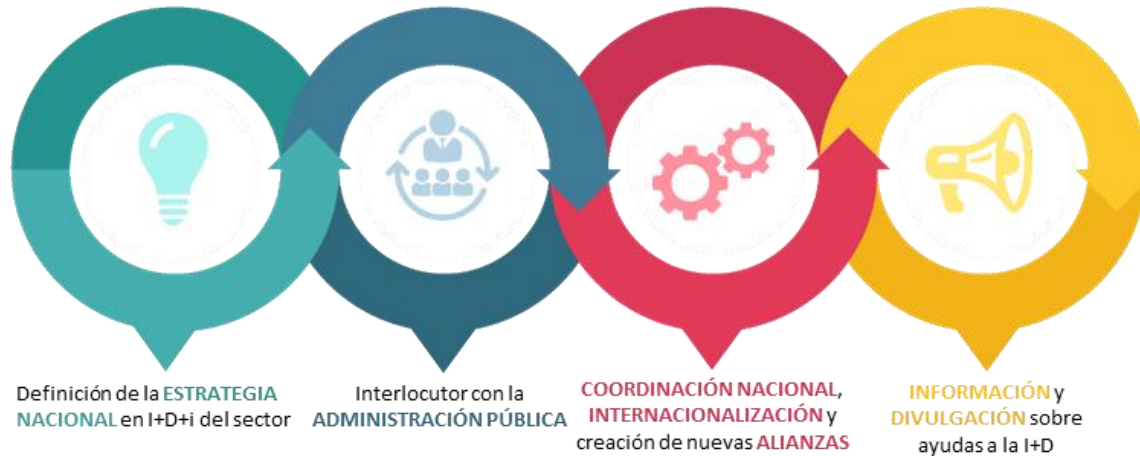 Definición de la ESTRATEGIA
NACIONAL en I+D+i del sector
Interlocutor con la
ADMINISTRACIÓN PÚBLICA
COORDINACIÓN NACIONAL,
INTERNACIONALIZACIÓN y
creación de nuevas ALIANZAS
INFORMACIÓN y
DIVULGACIÓN sobre
ayudas a la I+D